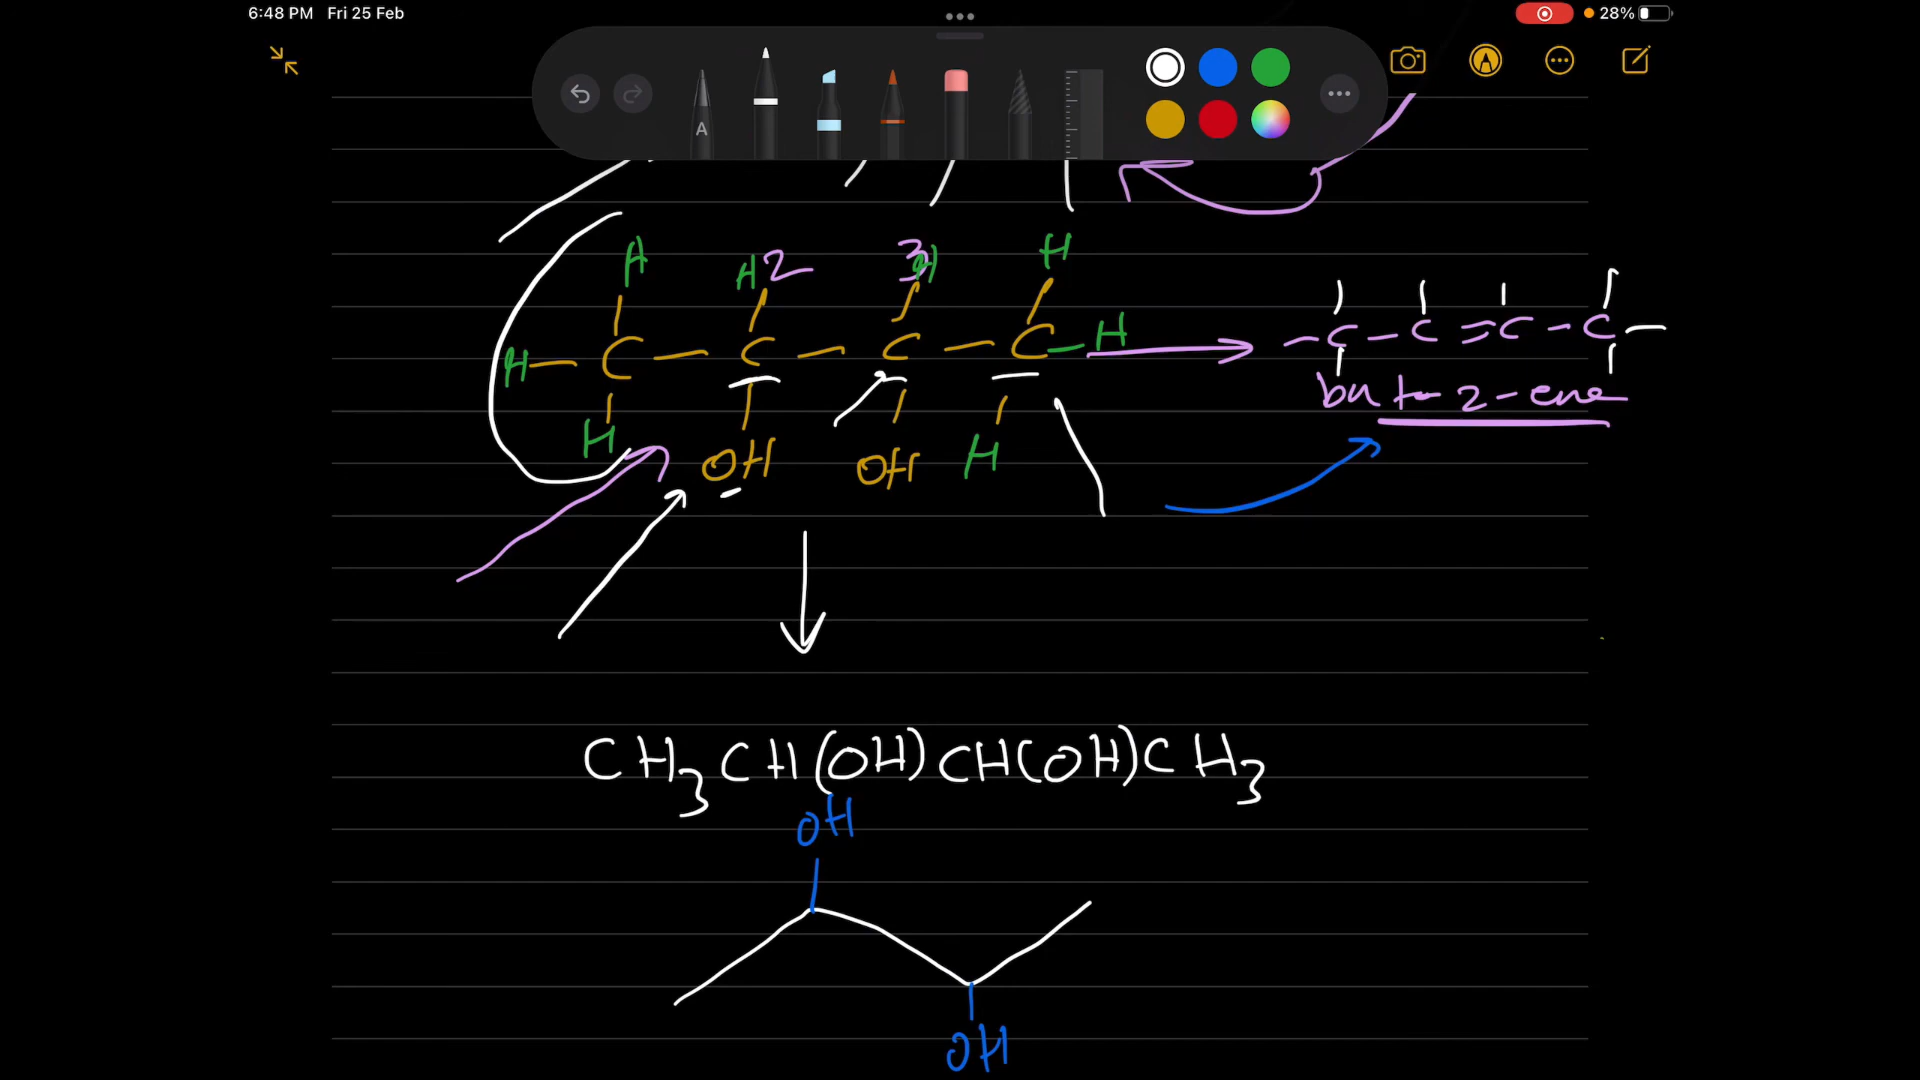 6:48 PM Fri 25 Feb
28%
A
H H 2 3 H H
H – C – C – C – C – H
– C – C = C – C –
but-2-ene
H OH OH H
CH3CH(OH)CH(OH)CH3
OH
OH